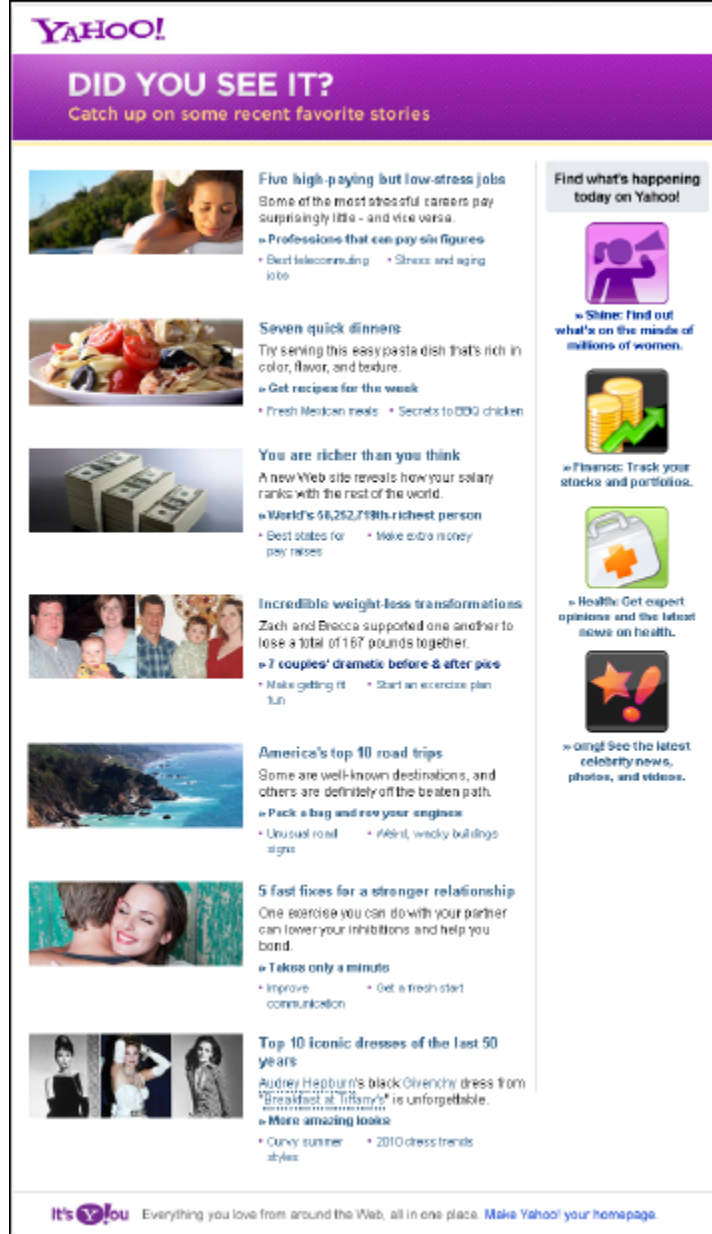 YAHOO!
DID YOU SEE IT?
Catch up on some recent favorite stories
Five high-paying but low-stress jobs
Some of the most stressful careers pay
surprisingly little - and vice versa.
» Professions that can pay six figures
• Best telecommuting • Stress and aging
jobs
Seven quick dinners
Try serving this easy pasta dish that's rich in
color, flavor, and texture.
» Get recipes for the week
• Fresh Mexican meals • Secrets to BBQ chicken
You are richer than you think
A new Web site reveals how your salary
ranks with the rest of the world.
» World's richest person
• Best states for • Make extra money
pay raises
Incredible weight-loss transformations
Zach and Brecca supported one another to
lose a total of 167 pounds together.
» 7 couples' dramatic before & after pics
• Make getting fit • Start an exercise plan
fun
America's top 10 road trips
Some are well-known destinations, and
others are definitely off the beaten path.
» Pack a bag and rev your engines
• Unusual road • Weird, wacky buildings
signs
5 fast fixes for a stronger relationship
One exercise you can do with your partner
can lower your inhibitions and help you
bond.
» Takes only a minute
• Improve • Get a fresh start
communication
Top 10 iconic dresses of the last 50
years
Audrey Hepburn's black Givenchy dress from
"Breakfast at Tiffany's" is unforgettable.
» More amazing looks
• Curvy summer • 2010 dress trends
styles
Find what's happening
today on Yahoo!
» Shine: Find out
what's on the minds of
millions of women.
» Finance: Track your
stocks and portfolios.
» Health: Get expert
opinions and the latest
news on health.
» omg! See the latest
celebrity news,
photos, and videos.
It's Y!ou Everything you love from around the Web, all in one place. Make Yahoo! your homepage.